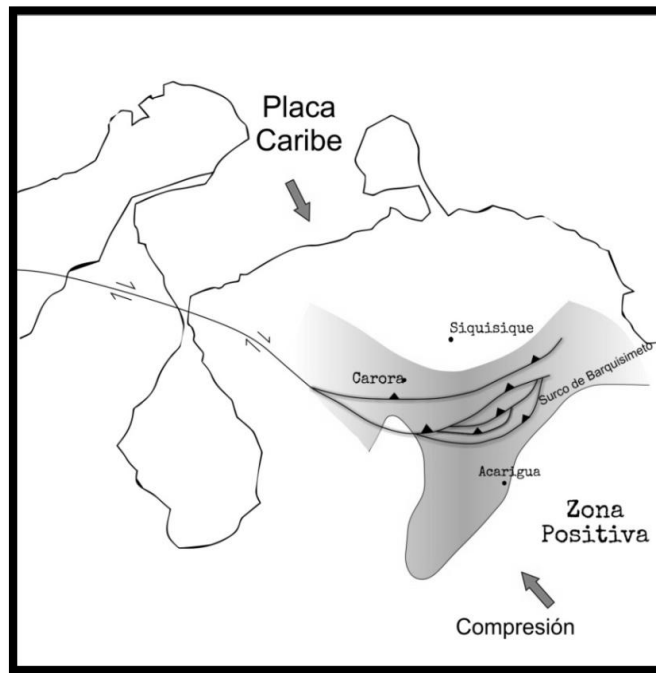 Placa
Caribe
Siquisique
Carora
Surco de Barquisimeto
Acarigua
Zona
Positiva
Compresión